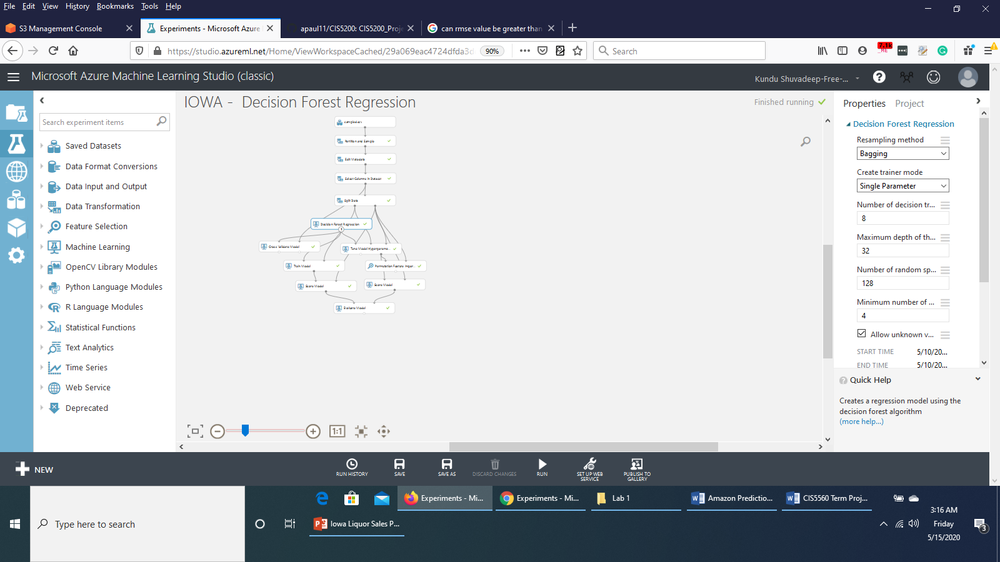 File Edit View History Bookmarks Tools Help
S3 Management Console
Experiments - Microsoft Azure
apaul11/CIS5200: CIS5200_Proje
can rmse value be greater than
https://studio.azureml.net/Home/ViewWorkspaceCached/29a069eac4724dfda3d
90%
Search
7.1k
Microsoft Azure Machine Learning Studio (classic)
Kundu Shuvadeep-Free-...
Search experiment items
Saved Datasets
Data Format Conversions
Data Input and Output
Data Transformation
Feature Selection
Machine Learning
OpenCV Library Modules
Python Language Modules
R Language Modules
Statistical Functions
Text Analytics
Time Series
Web Service
Deprecated
IOWA - Decision Forest Regression
Finished running
Partition and Sample
Edit Metadata
Select Columns in Dataset
Split Data
Decision Forest Regression
1
Cross Validate Model
Tune Model Hyperparame...
Train Model
Permutation Feature Impor...
Score Model
Score Model
Evaluate Model
1:1
Properties Project
Decision Forest Regression
Resampling method
Bagging
Create trainer mode
Single Parameter
Number of decision tr...
8
Maximum depth of th...
32
Number of random sp...
128
Minimum number of ...
4
Allow unknown v...
START TIME 5/10/20...
END TIME 5/10/20...
Quick Help
Creates a regression model using the
decision forest algorithm
(more help...)
NEW
RUN HISTORY
SAVE
SAVE AS
DISCARD CHANGES
RUN
SET UP WEB
SERVICE
PUBLISH TO
GALLERY
Type here to search
Experiments - Mi...
Experiments - Mi...
Lab 1
Amazon Predictio...
CIS5560 Term Proj...
Iowa Liquor Sales P...
3:16 AM
Friday
5/15/2020
3